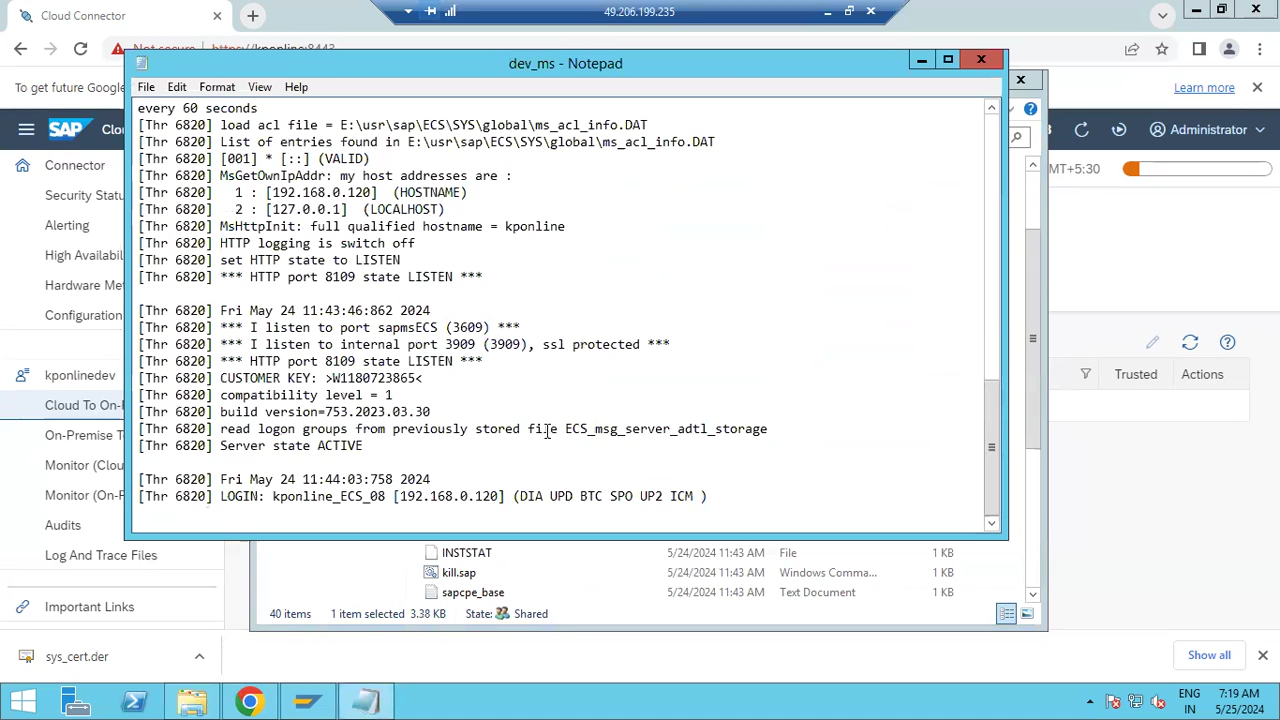 Cloud Connector
49.206.199.235
Not secure
https://kponline:8443
dev_ms - Notepad
To get future Google
Learn more
File Edit Format View Help
SAP
Administrator
every 60 seconds
[Thr 6820] load acl file = E:\usr\sap\ECS\SYS\global\ms_acl_info.DAT
[Thr 6820] List of entries found in E:\usr\sap\ECS\SYS\global\ms_acl_info.DAT
[Thr 6820] [001] * [::] (VALID)
[Thr 6820] MsGetOwnIpAddr: my host addresses are :
[Thr 6820]   1 : [192.168.0.120]  (HOSTNAME)
[Thr 6820]   2 : [127.0.0.1]  (LOCALHOST)
[Thr 6820] MsHttpInit: full qualified hostname = kponline
[Thr 6820] HTTP logging is switch off
[Thr 6820] set HTTP state to LISTEN
[Thr 6820] *** HTTP port 8109 state LISTEN ***
[Thr 6820] Fri May 24 11:43:46:862 2024
[Thr 6820] *** I listen to port sapmsECS (3609) ***
[Thr 6820] *** I listen to internal port 3909 (3909), ssl protected ***
[Thr 6820] *** HTTP port 8109 state LISTEN ***
[Thr 6820] CUSTOMER KEY: >W1180723865<
[Thr 6820] compatibility level = 1
[Thr 6820] build version=753.2023.03.30
[Thr 6820] read logon groups from previously stored file ECS_msg_server_adtl_storage
[Thr 6820] Server state ACTIVE
[Thr 6820] Fri May 24 11:44:03:758 2024
[Thr 6820] LOGIN: kponline_ECS_08 [192.168.0.120] (DIA UPD BTC SPO UP2 ICM )
Connector
Security Statu
Alerting
High Availabi
Hardware Met
Configuration
kponlinedev
Cloud To On-
On-Premise T
Monitor (Cloud
Monitor (On-
Audits
Log And Trace Files
Important Links
MT+5:30
Trusted
Actions
INSTSTAT 5/24/2024 11:43 AM File 1 KB
kill.sap 5/24/2024 11:43 AM Windows Comma... 1 KB
sapcpe_base 5/24/2024 11:43 AM Text Document 1 KB
40 items 1 item selected 3.38 KB State: Shared
sys_cert.der
Show all
ENG
IN
7:19 AM
5/25/2024